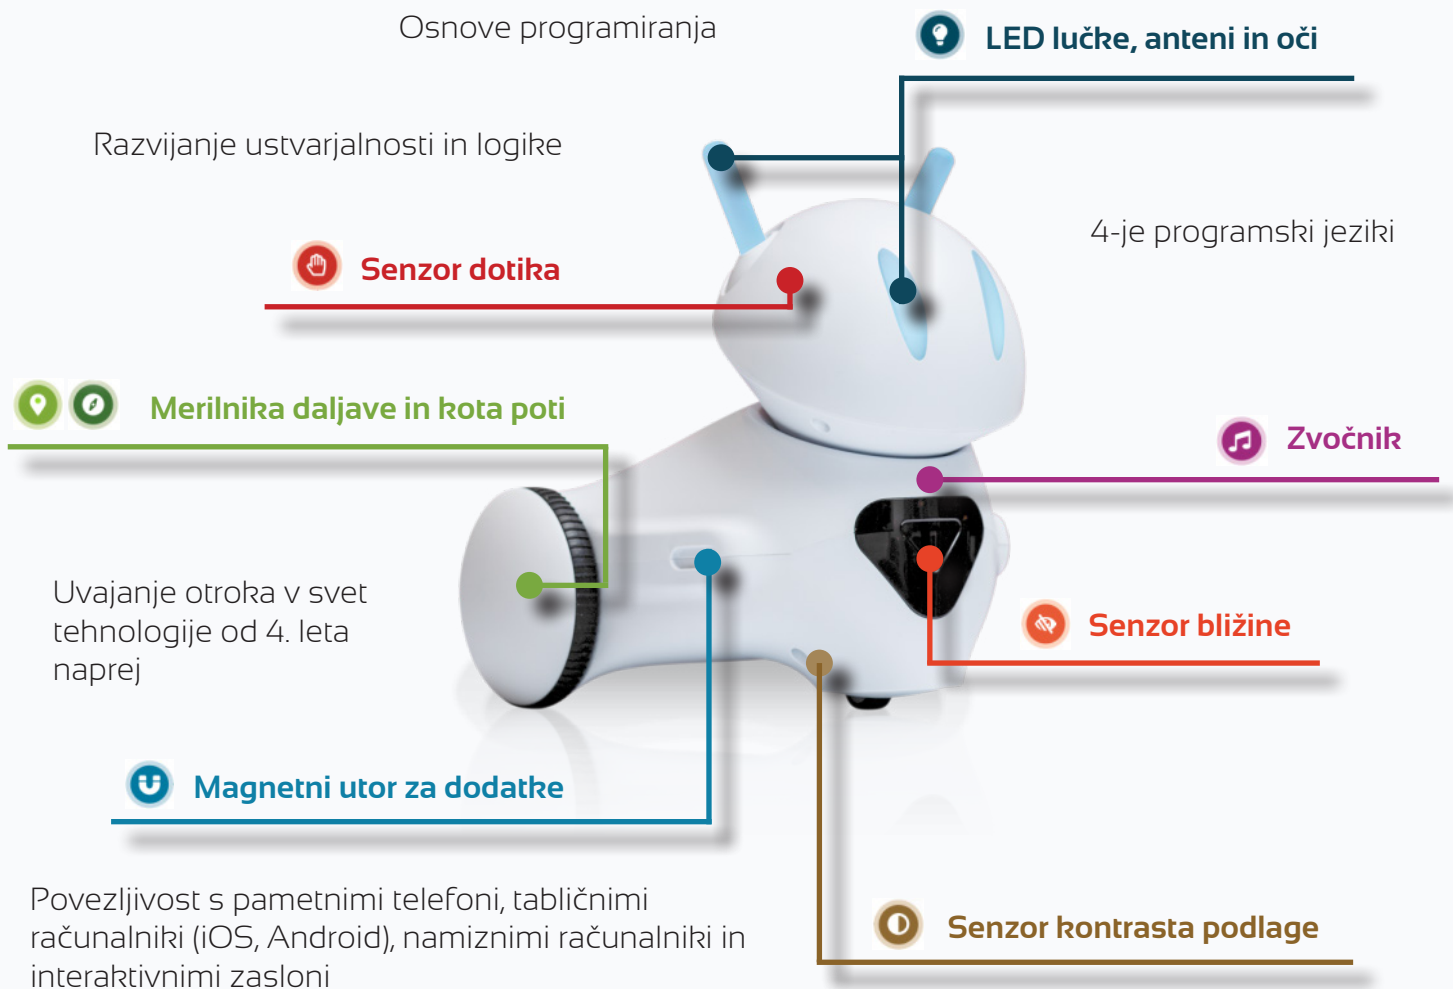 Osnove programiranja
LED lučke, anteni in oči
Razvijanje ustvarjalnosti in logike
4-je programski jeziki
Senzor dotika
Merilnika daljave in kota poti
Zvočnik
Uvajanje otroka v svet
tehnologije od 4. leta
naprej
Senzor bližine
Magnetni utor za dodatke
Povezljivost s pametnimi telefoni, tabličnimi
računalniki (iOS, Android), namiznimi računalniki in
interaktivnimi zasloni
Senzor kontrasta podlage